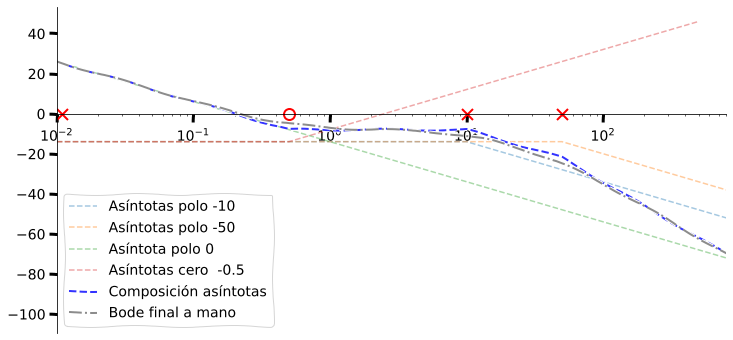 40
20
0
−20
−40
−60
−80
−100
10⁻² 10⁻¹ 10⁰ 10¹ 10²
Asíntotas polo -10
Asíntotas polo -50
Asíntota polo 0
Asíntotas cero -0.5
Composición asíntotas
Bode final a mano